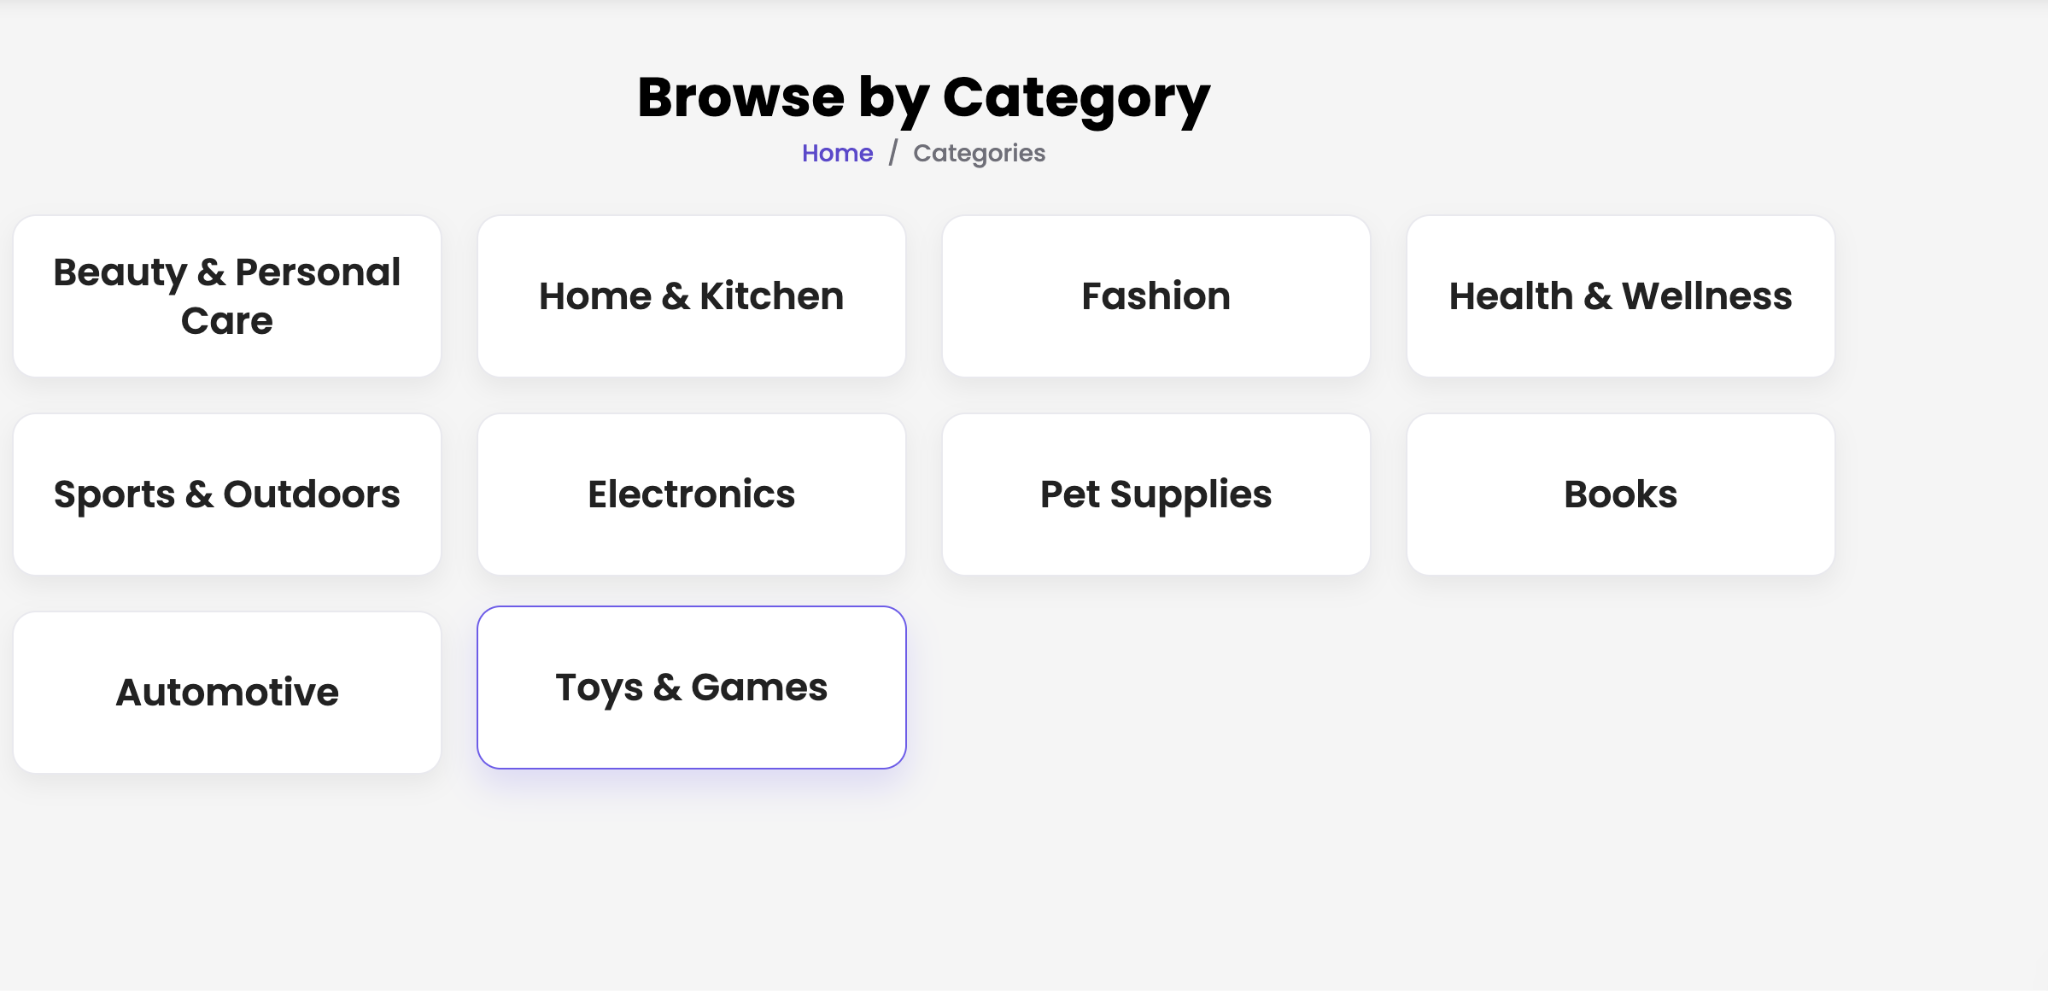 Browse by Category
Home / Categories
Beauty & Personal
Care
Home & Kitchen
Fashion
Health & Wellness
Sports & Outdoors
Electronics
Pet Supplies
Books
Automotive
Toys & Games